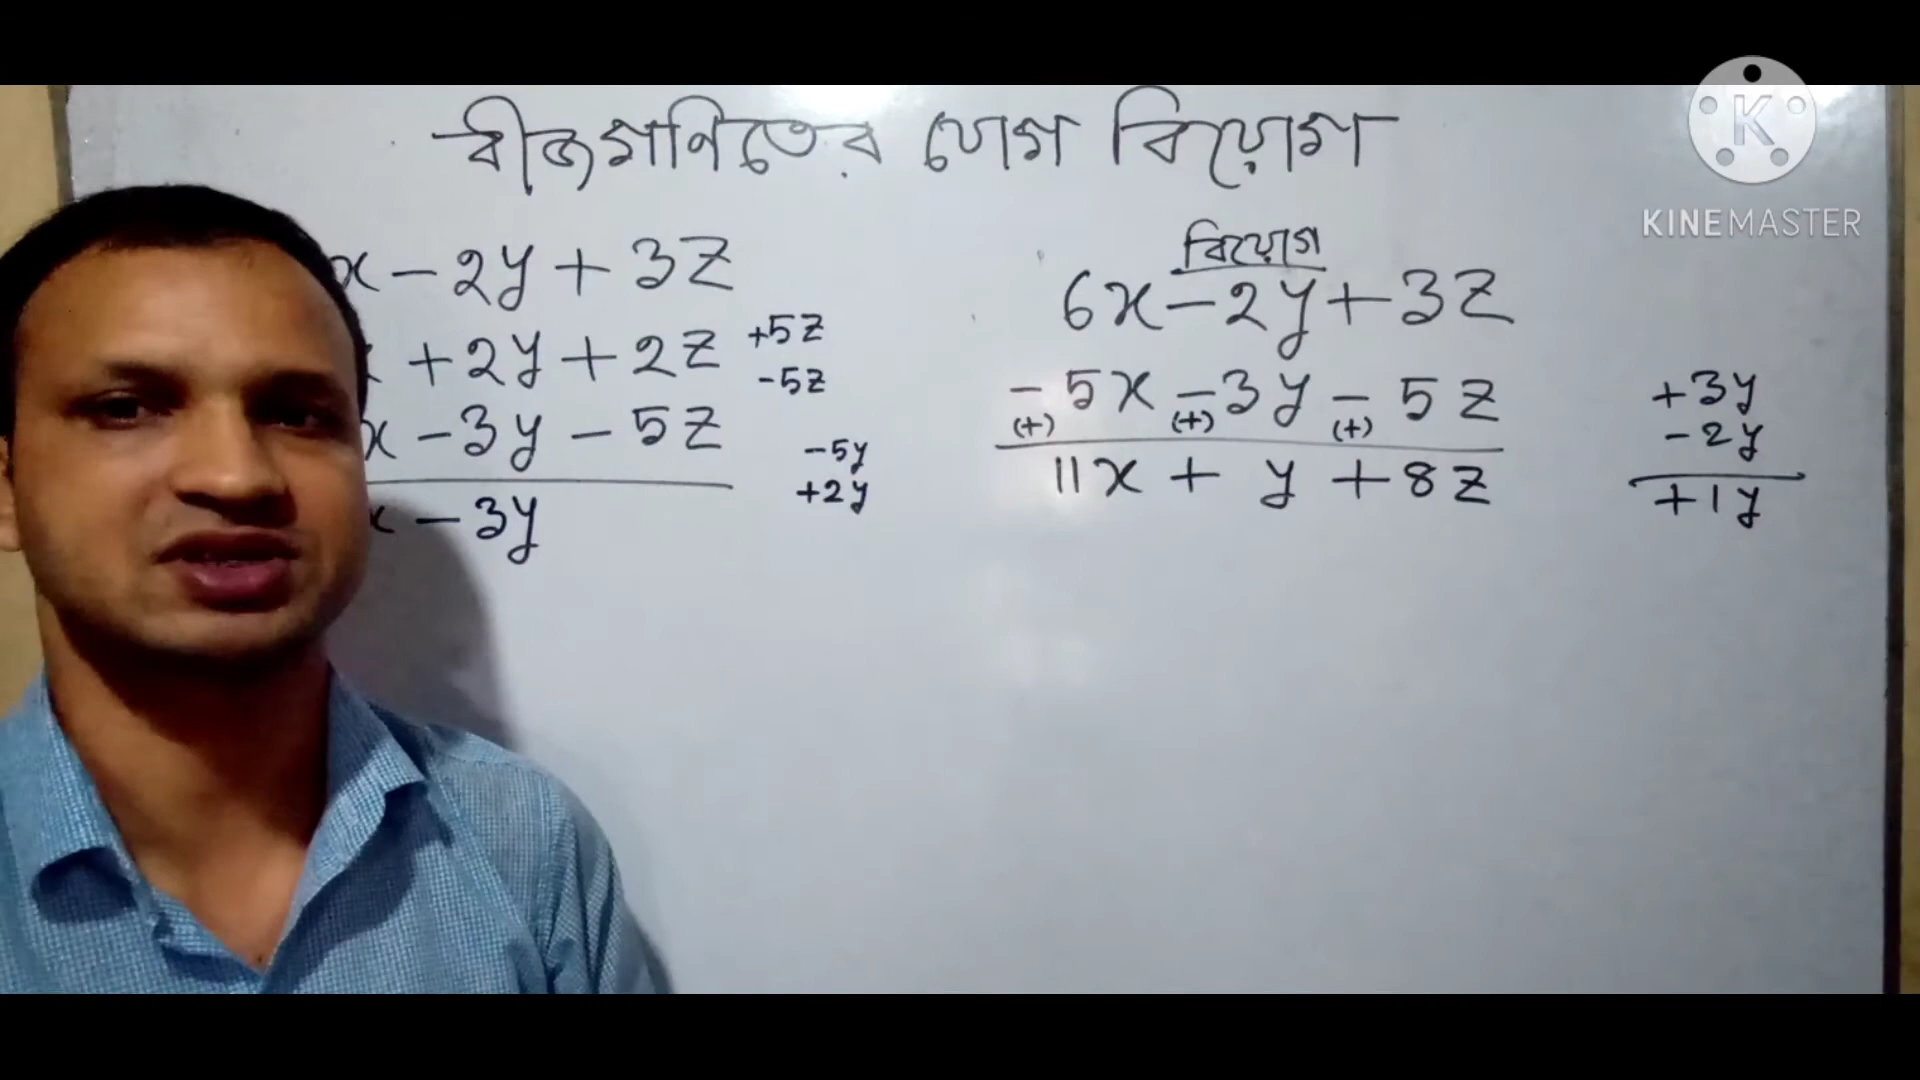 বীজগণিতের যোগ বিয়োগ
x - 2y + 3z
+ 2y + 2z +5z
-5z
x - 3y - 5z
-5y
+2y
x - 3y
বিয়োগ
6x - 2y + 3z
- 5x - 3y - 5z
(+) (+) (+)
11x + y + 8z
+3y
-2y
+1y
KINEMASTER